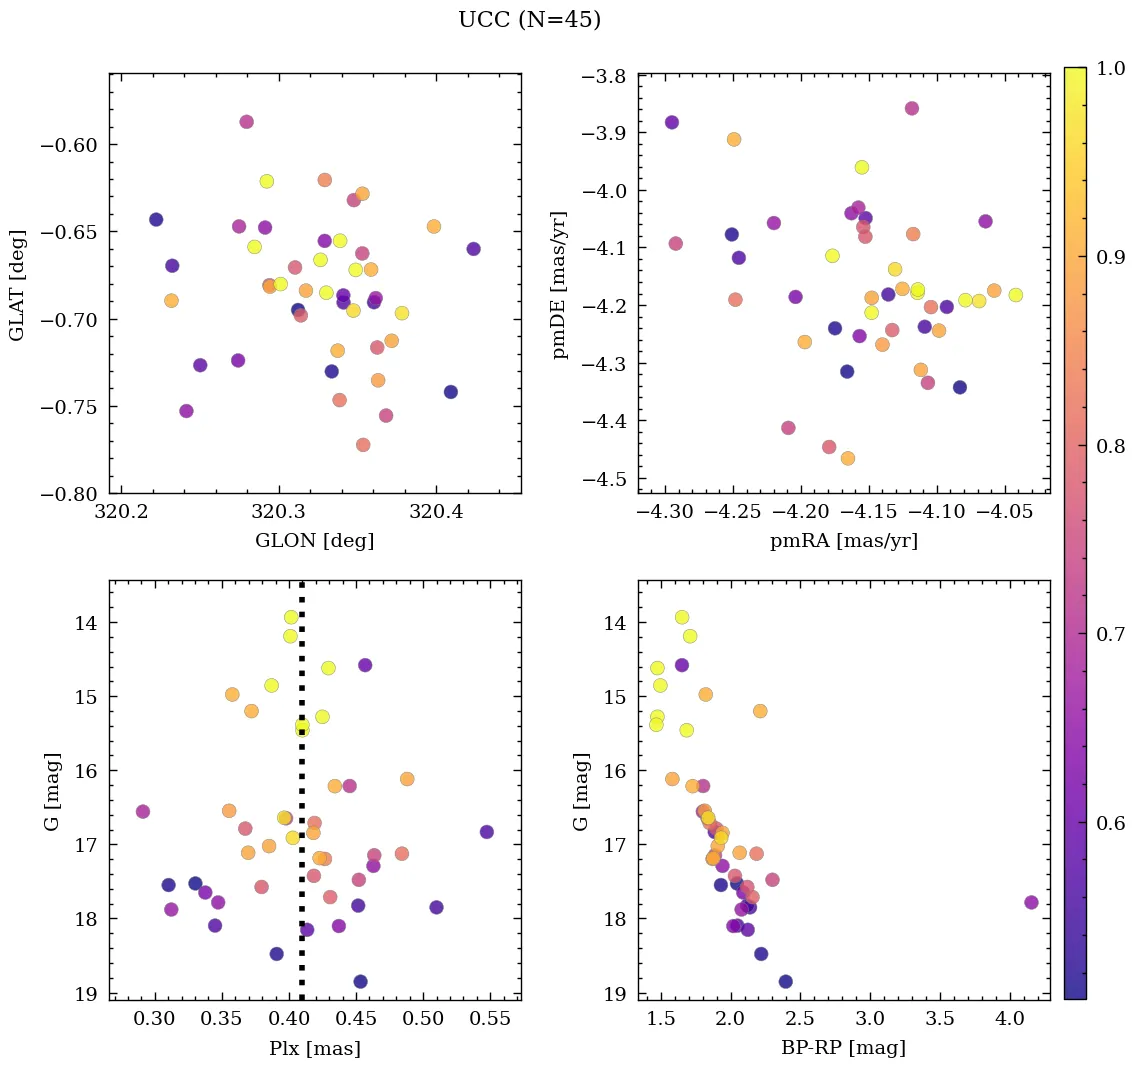 UCC (N=45)
−0.60
−0.65
−0.70
−0.75
−0.80
GLAT [deg]
320.2 320.3 320.4
GLON [deg]
−3.8
−3.9
−4.0
−4.1
−4.2
−4.3
−4.4
−4.5
pmDE [mas/yr]
−4.30 −4.25 −4.20 −4.15 −4.10 −4.05
pmRA [mas/yr]
14
15
16
17
18
19
G [mag]
0.30 0.35 0.40 0.45 0.50 0.55
Plx [mas]
14
15
16
17
18
19
G [mag]
1.5 2.0 2.5 3.0 3.5 4.0
BP-RP [mag]
1.0
0.9
0.8
0.7
0.6